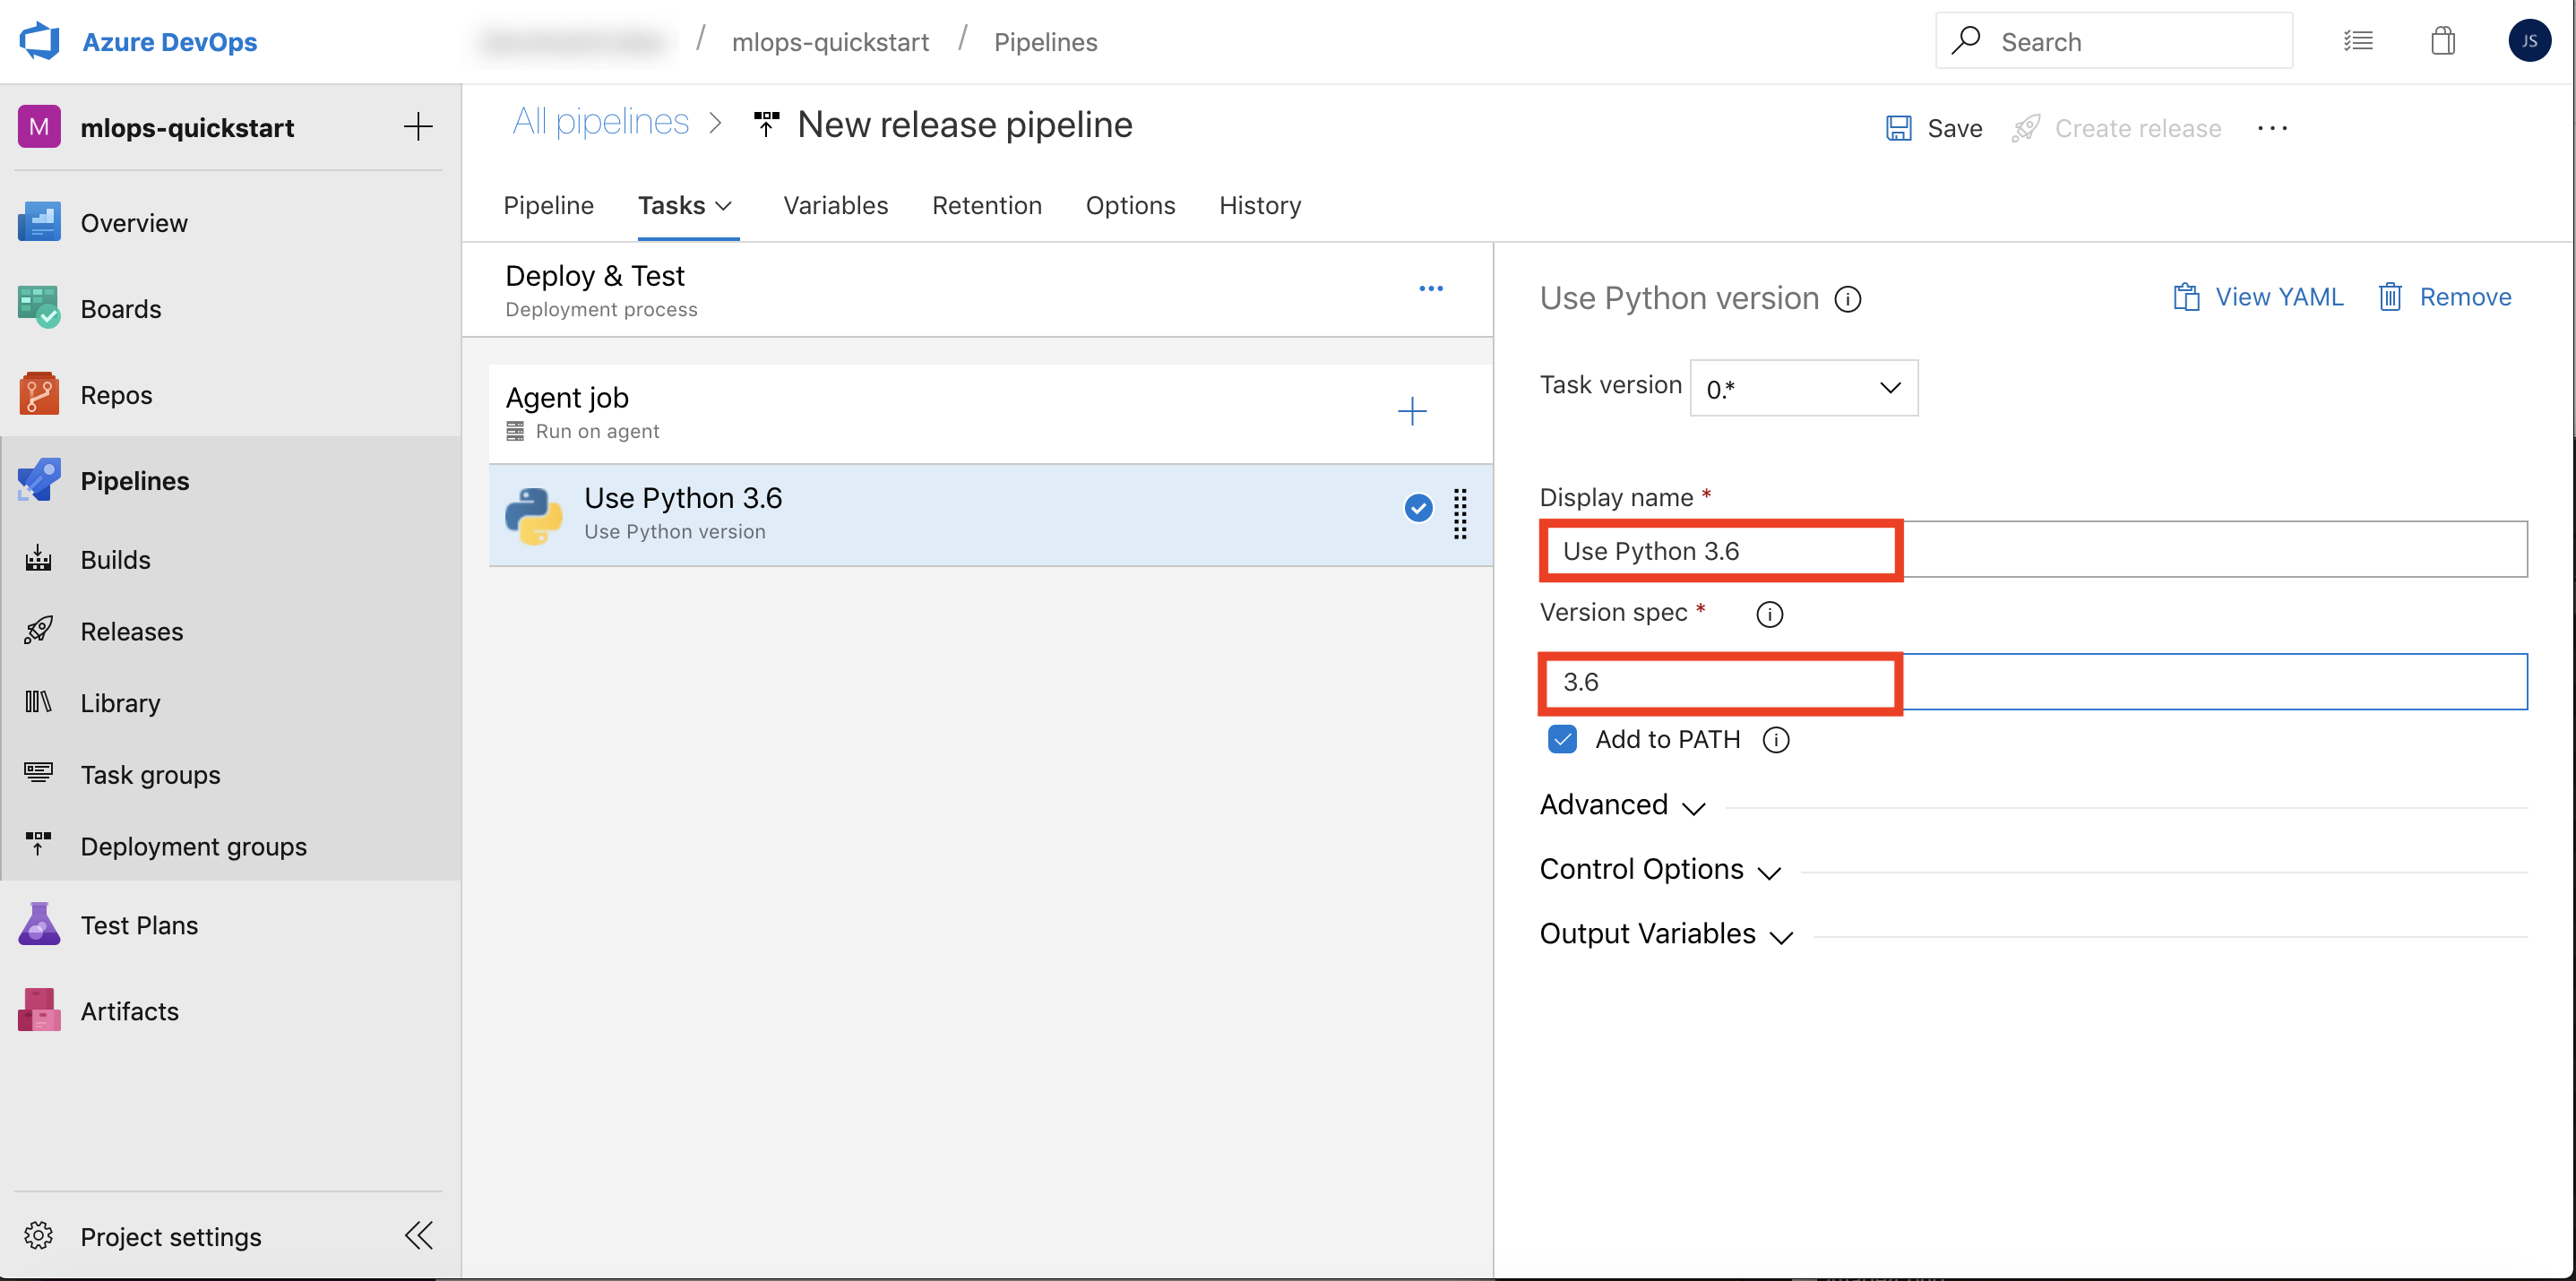 Azure DevOps
/ mlops-quickstart / Pipelines
Search
JS
M mlops-quickstart
Overview
Boards
Repos
Pipelines
Builds
Releases
Library
Task groups
Deployment groups
Test Plans
Artifacts
Project settings
All pipelines > New release pipeline
Save
Create release
Pipeline
Tasks
Variables
Retention
Options
History
Deploy & Test
Deployment process
Agent job
Run on agent
Use Python 3.6
Use Python version
Use Python version
View YAML
Remove
Task version 0.*
Display name *
Use Python 3.6
Version spec *
3.6
Add to PATH
Advanced
Control Options
Output Variables